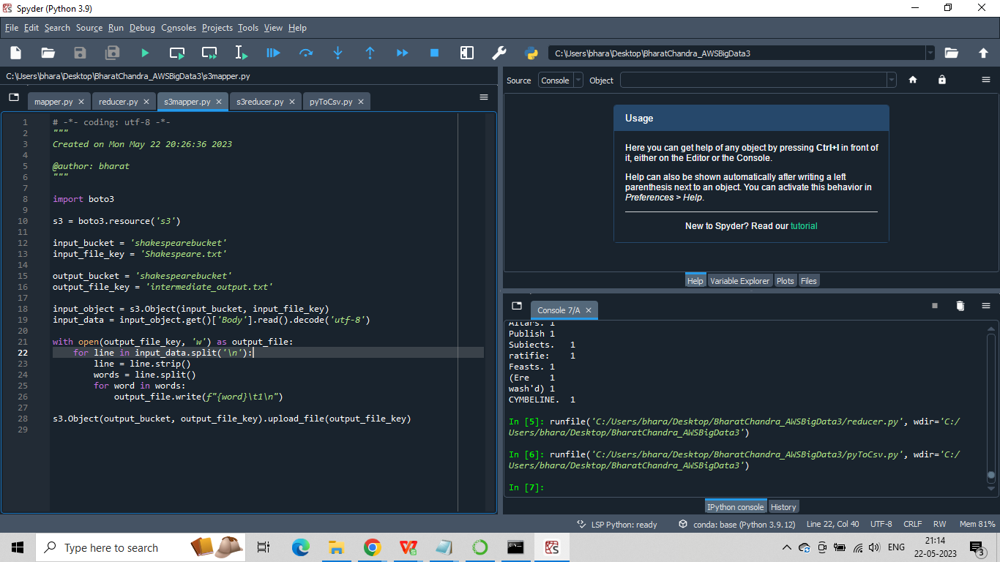 Spyder (Python 3.9)
File Edit Search Source Run Debug Consoles Projects Tools View Help
C:\Users\bhara\Desktop\BharatChandra_AWSBigData3
C:\Users\bhara\Desktop\BharatChandra_AWSBigData3\s3mapper.py
mapper.py reducer.py s3mapper.py s3reducer.py pyToCsv.py
1 # -*- coding: utf-8 -*-
2 """
3 Created on Mon May 22 20:26:36 2023
4
5 @author: bharat
6 """
7
8 import boto3
9
10 s3 = boto3.resource('s3')
11
12 input_bucket = 'shakespearebucket'
13 input_file_key = 'Shakespeare.txt'
14
15 output_bucket = 'shakespearebucket'
16 output_file_key = 'intermediate_output.txt'
17
18 input_object = s3.Object(input_bucket, input_file_key)
19 input_data = input_object.get()['Body'].read().decode('utf-8')
20
21 with open(output_file_key, 'w') as output_file:
22     for line in input_data.split('\n'):
23         line = line.strip()
24         words = line.split()
25         for word in words:
26             output_file.write(f"{word}\t1\n")
27
28 s3.Object(output_bucket, output_file_key).upload_file(output_file_key)
29
Source Console Object
Usage
Here you can get help of any object by pressing Ctrl+I in front of
it, either on the Editor or the Console.
Help can also be shown automatically after writing a left
parenthesis next to an object. You can activate this behavior in
Preferences > Help.
New to Spyder? Read our tutorial
Help Variable Explorer Plots Files
Console 7/A
Altars. 1
Publish 1
Subiects. 1
ratifie: 1
Feasts. 1
(Ere 1
wash'd) 1
CYMBELINE. 1
In [5]: runfile('C:/Users/bhara/Desktop/BharatChandra_AWSBigData3/reducer.py', wdir='C:/
Users/bhara/Desktop/BharatChandra_AWSBigData3')
In [6]: runfile('C:/Users/bhara/Desktop/BharatChandra_AWSBigData3/pyToCsv.py', wdir='C:/
Users/bhara/Desktop/BharatChandra_AWSBigData3')
In [7]:
IPython console History
LSP Python: ready conda: base (Python 3.9.12) Line 22, Col 40 UTF-8 CRLF RW Mem 81%
Type here to search
ENG
21:14
22-05-2023
3